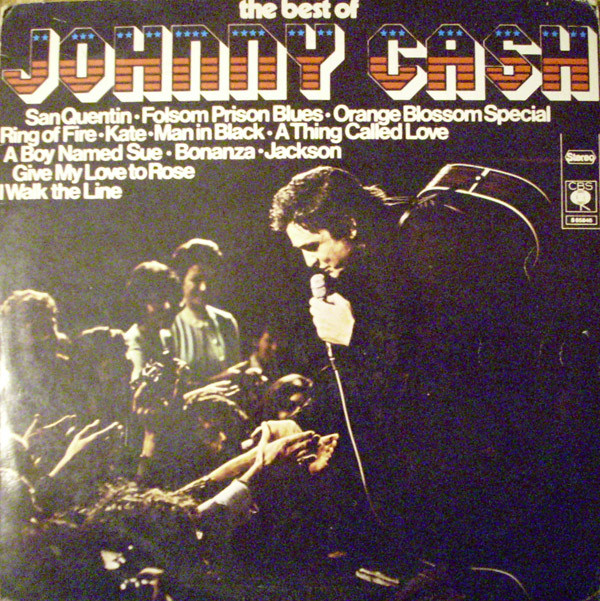 the best of
JOHNNY CASH
San Quentin • Folsom Prison Blues • Orange Blossom Special
Ring of Fire • Kate • Man in Black • A Thing Called Love
A Boy Named Sue • Bonanza • Jackson
Give My Love to Rose
I Walk the Line
Stereo
CBS